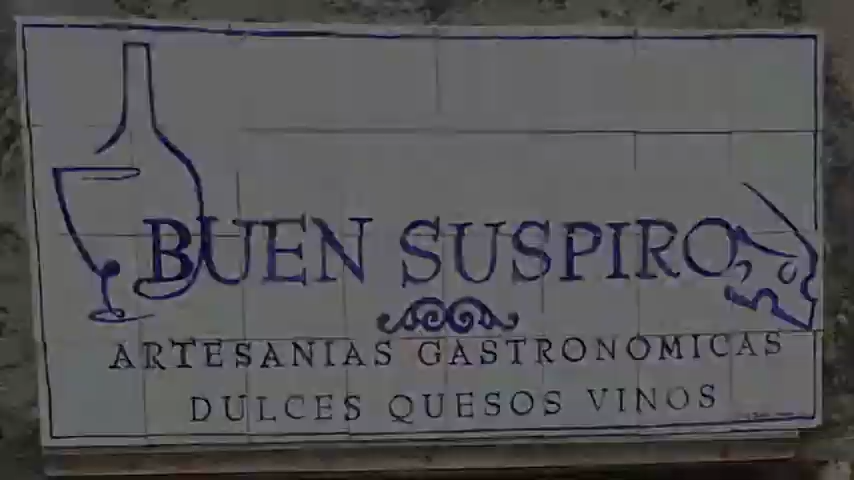 BUEN SUSPIRO
ARTESANIAS GASTRONOMICAS
DULCES QUESOS VINOS